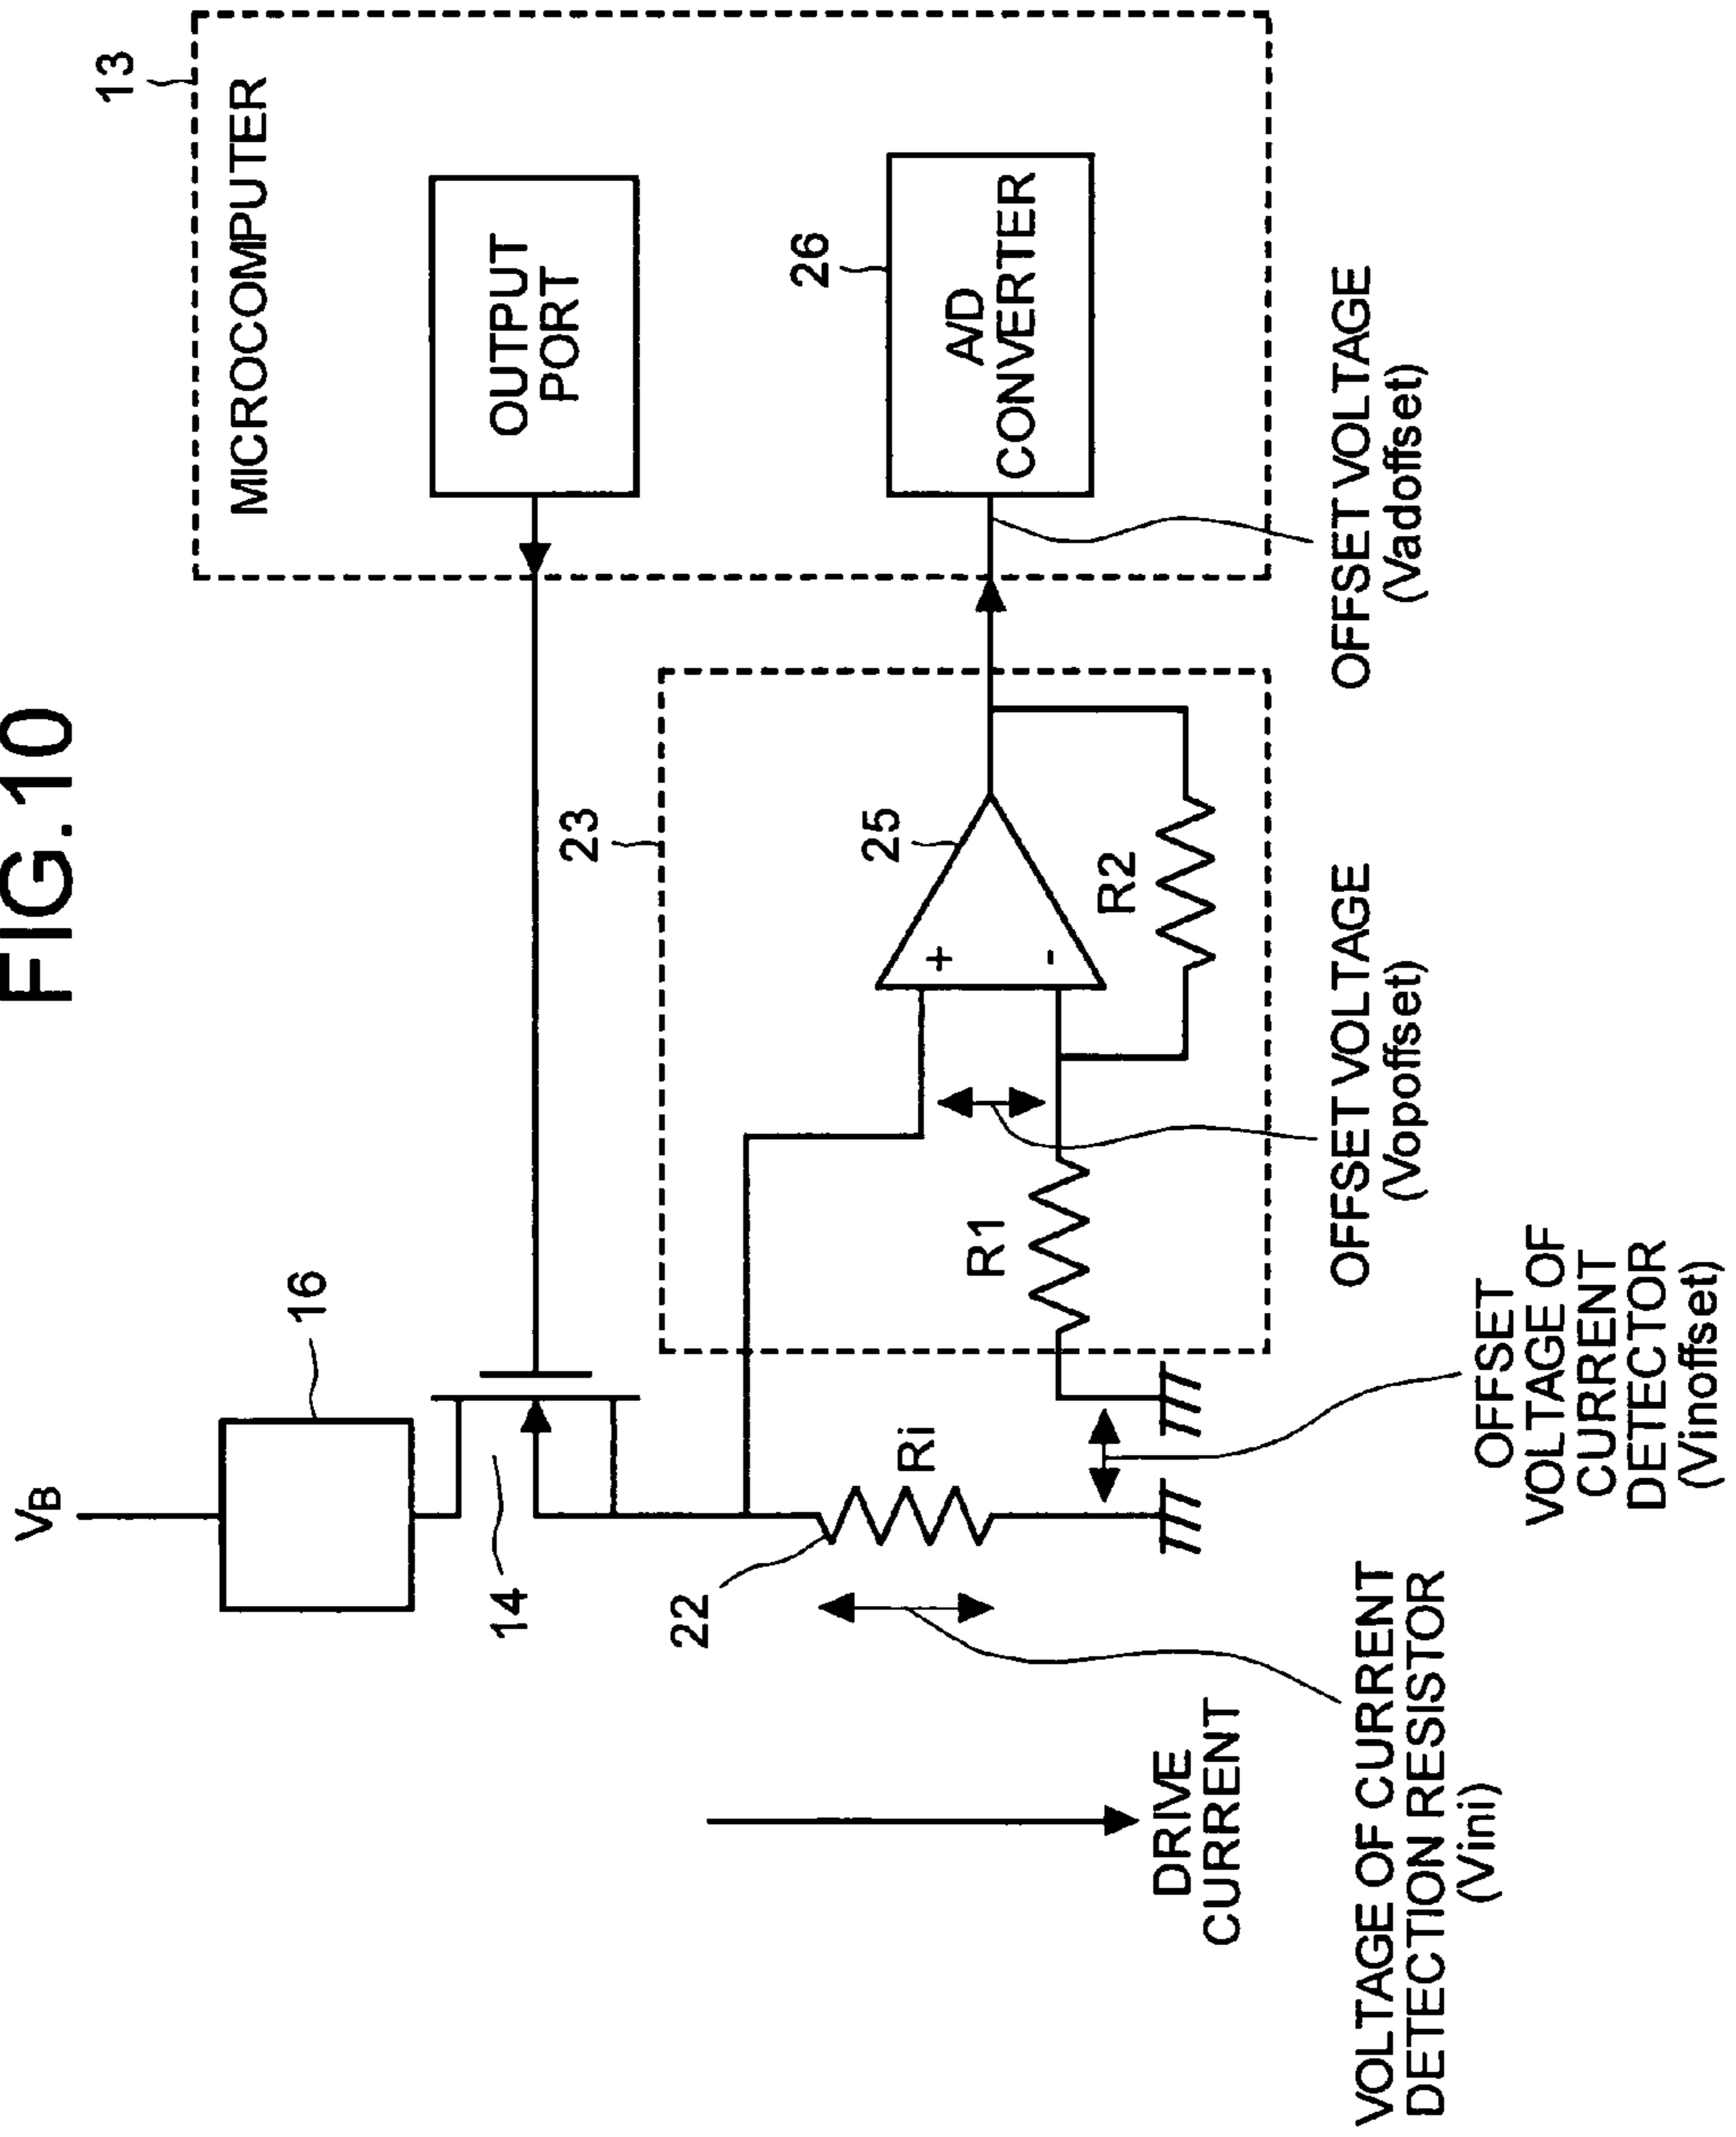 FIG.10
13
MICROCOMPUTER
OUTPUT
PORT
26
A/D
CONVERTER
OFFSET VOLTAGE
(Vadoffset)
23
25
+
-
R2
R1
OFFSET VOLTAGE
(Vopoffset)
VB
16
14
22
Ri
OFFSET
VOLTAGE OF
CURRENT
DETECTOR
(Vinoffset)
DRIVE
CURRENT
VOLTAGE OF CURRENT
DETECTION RESISTOR
(Vini)